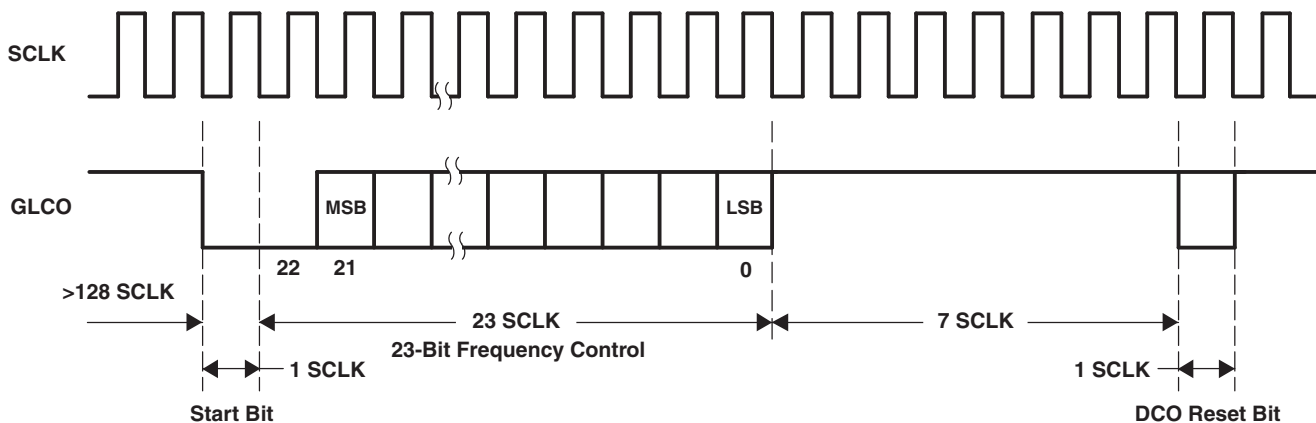 SCLK
GLCO
MSB
LSB
22
21
0
>128 SCLK
23 SCLK
7 SCLK
23-Bit Frequency Control
1 SCLK
1 SCLK
Start Bit
DCO Reset Bit